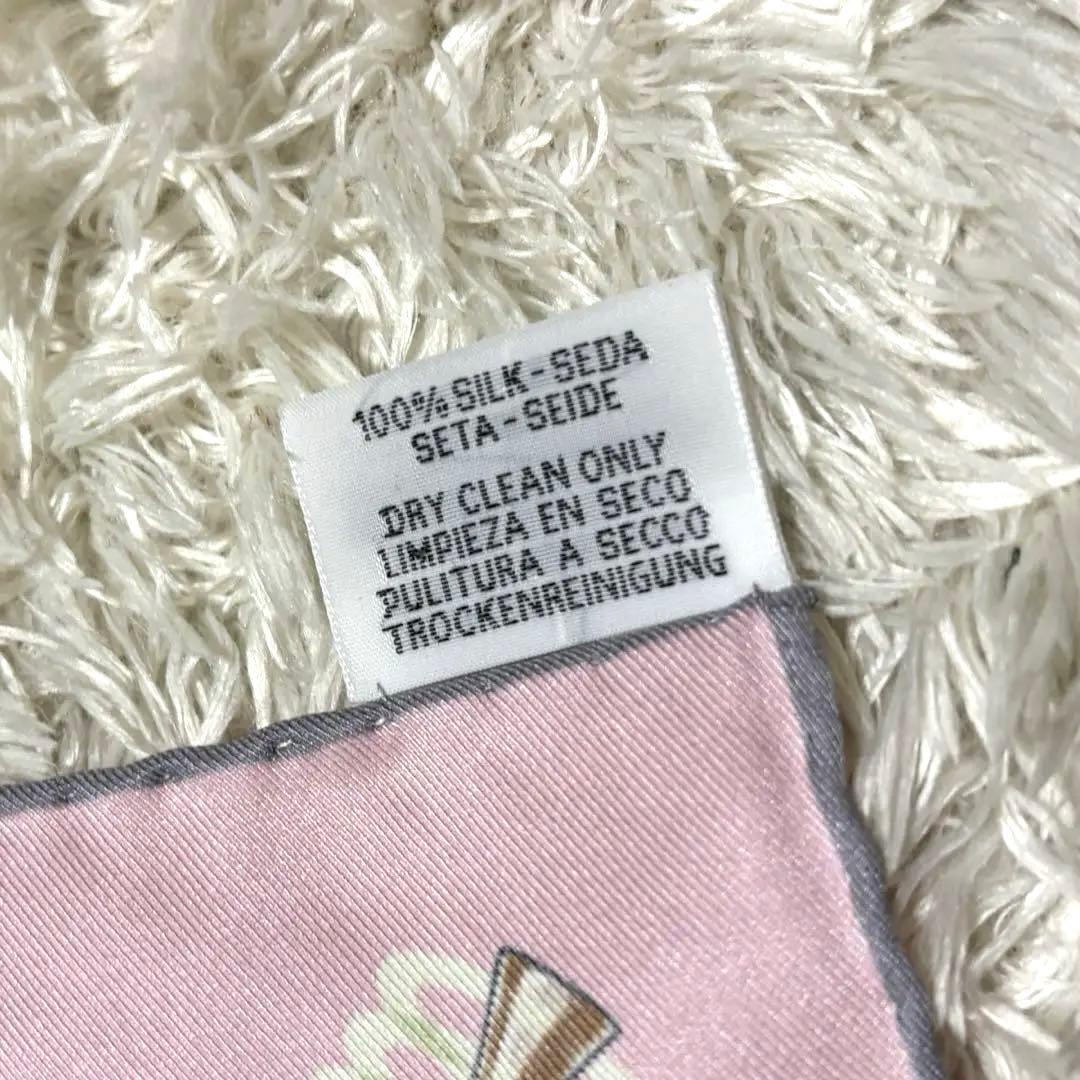 100% SILK-SEDA
SETA-SEIDE
DRY CLEAN ONLY
LIMPIEZA EN SECO
PULITURA A SECCO
TROCKENREINIGUNG